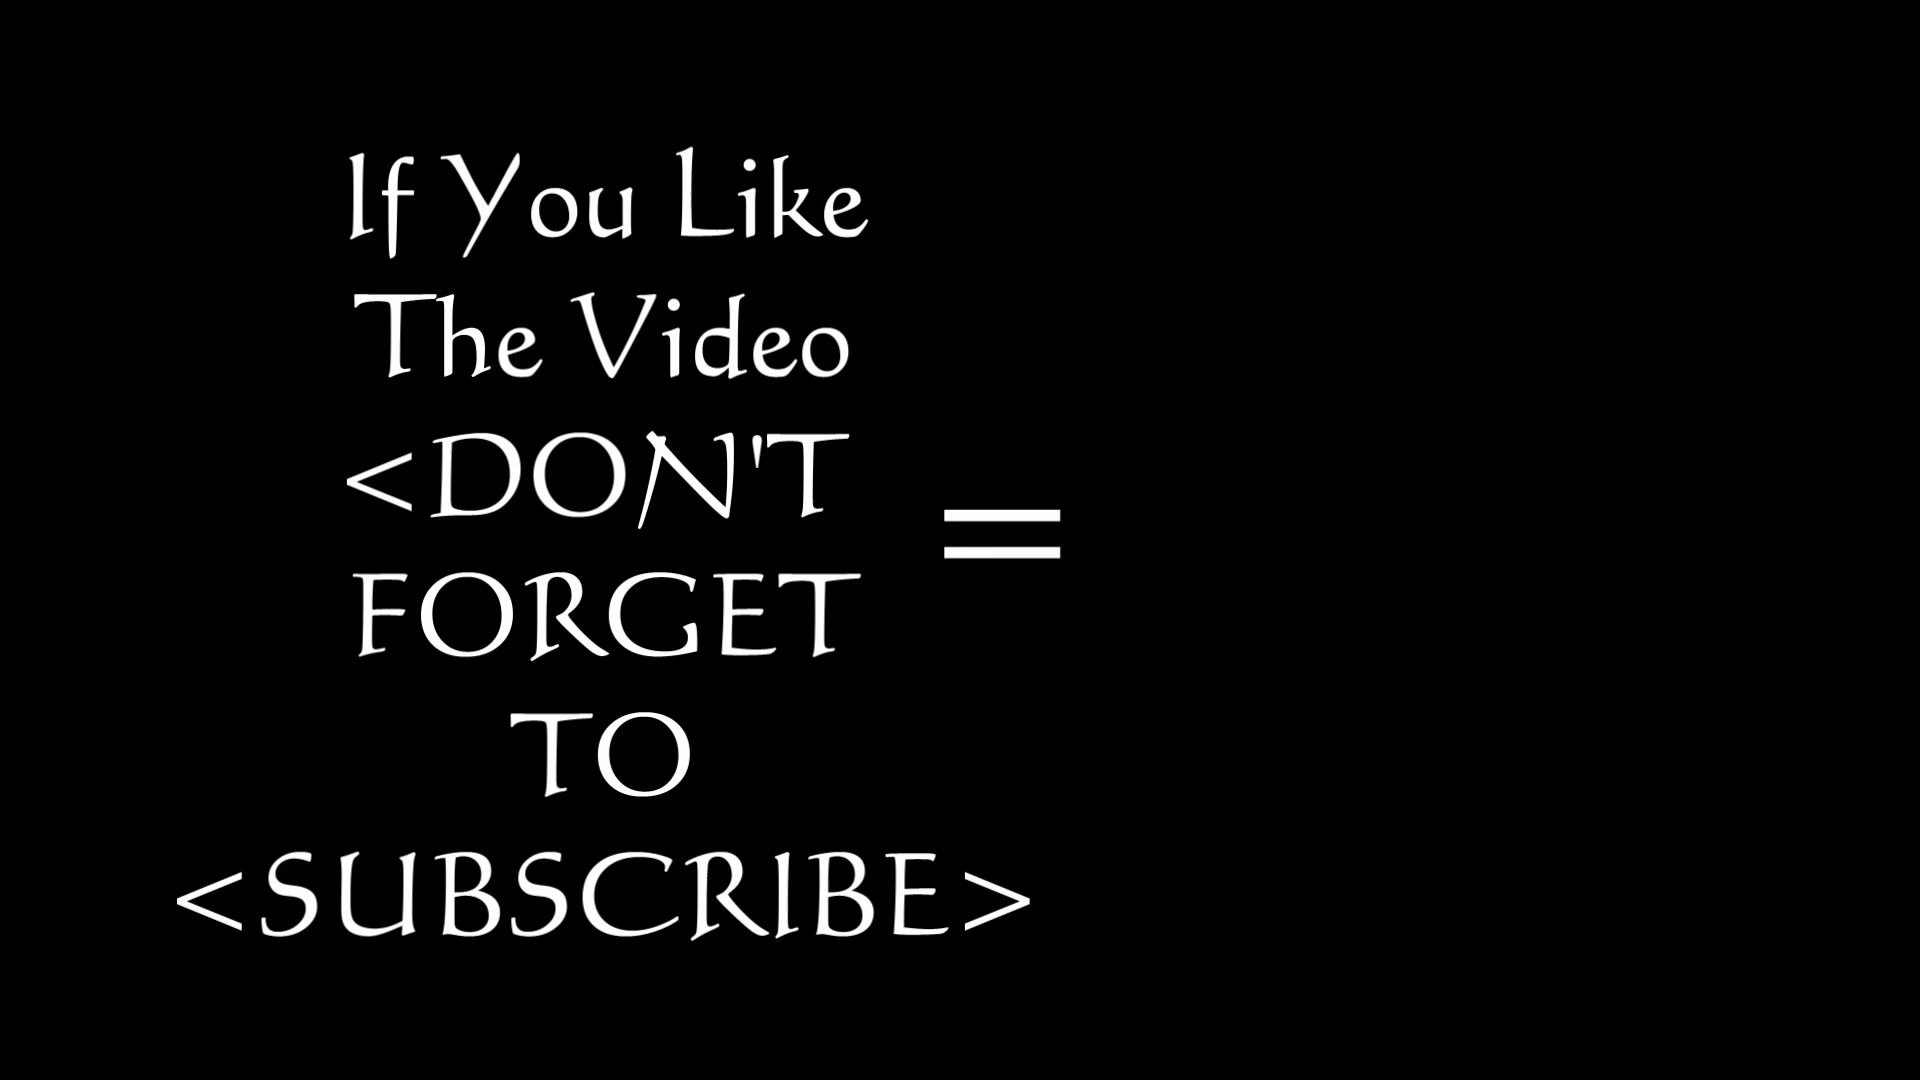 If You Like
The Video
<DON'T
=
FORGET
TO
<SUBSCRIBE>